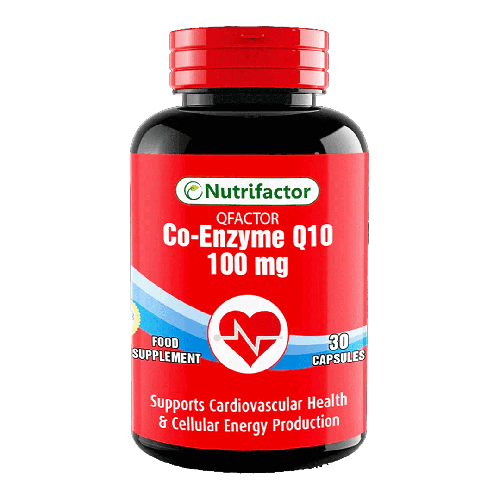 Nutrifactor
QFACTOR
Co-Enzyme Q10
100 mg
FOOD
SUPPLEMENT
30
CAPSULES
Supports Cardiovascular Health
& Cellular Energy Production